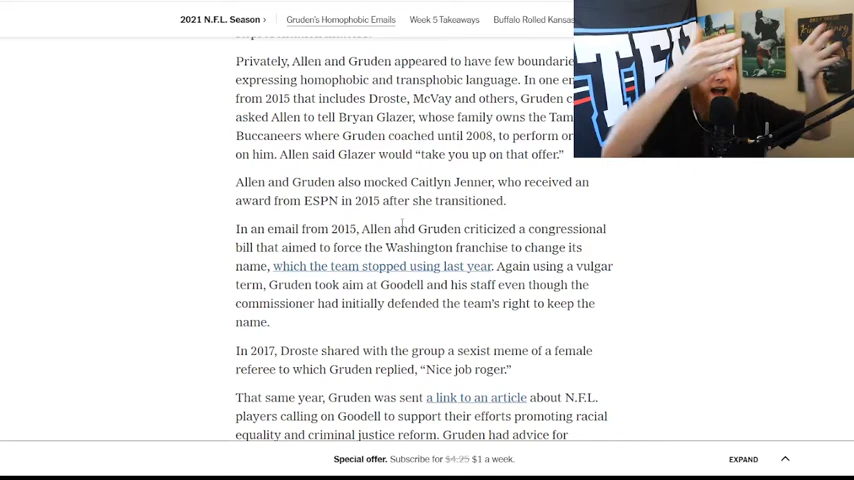 2021 N.F.L. Season › Gruden's Homophobic Emails Week 5 Takeaways Buffalo Rolled Kansas
Privately, Allen and Gruden appeared to have few boundarie
expressing homophobic and transphobic language. In one e
from 2015 that includes Droste, McVay and others, Gruden c
asked Allen to tell Bryan Glazer, whose family owns the Tam
Buccaneers where Gruden coached until 2008, to perform or
on him. Allen said Glazer would “take you up on that offer.”
Allen and Gruden also mocked Caitlyn Jenner, who received an
award from ESPN in 2015 after she transitioned.
In an email from 2015, Allen and Gruden criticized a congressional
bill that aimed to force the Washington franchise to change its
name, which the team stopped using last year. Again using a vulgar
term, Gruden took aim at Goodell and his staff even though the
commissioner had initially defended the team's right to keep the
name.
In 2017, Droste shared with the group a sexist meme of a female
referee to which Gruden replied, “Nice job roger.”
That same year, Gruden was sent a link to an article about N.F.L.
players calling on Goodell to support their efforts promoting racial
equality and criminal justice reform. Gruden had advice for
Special offer. Subscribe for $4.25 $1 a week.
EXPAND